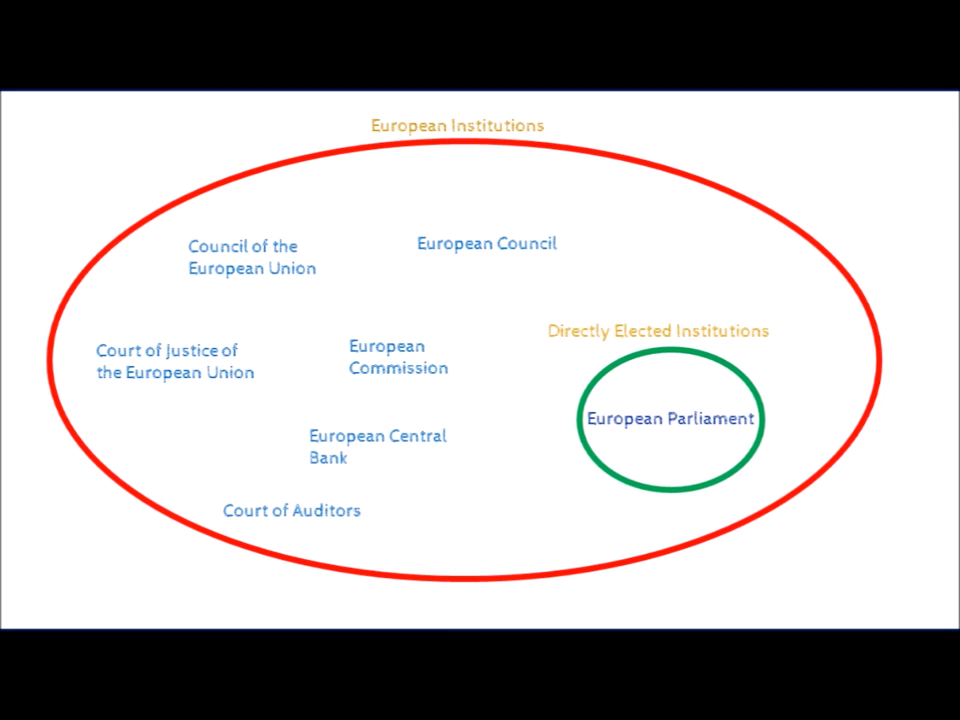 European Institutions
Council of the
European Union
European Council
Directly Elected Institutions
Court of Justice of
the European Union
European
Commission
European Parliament
European Central
Bank
Court of Auditors